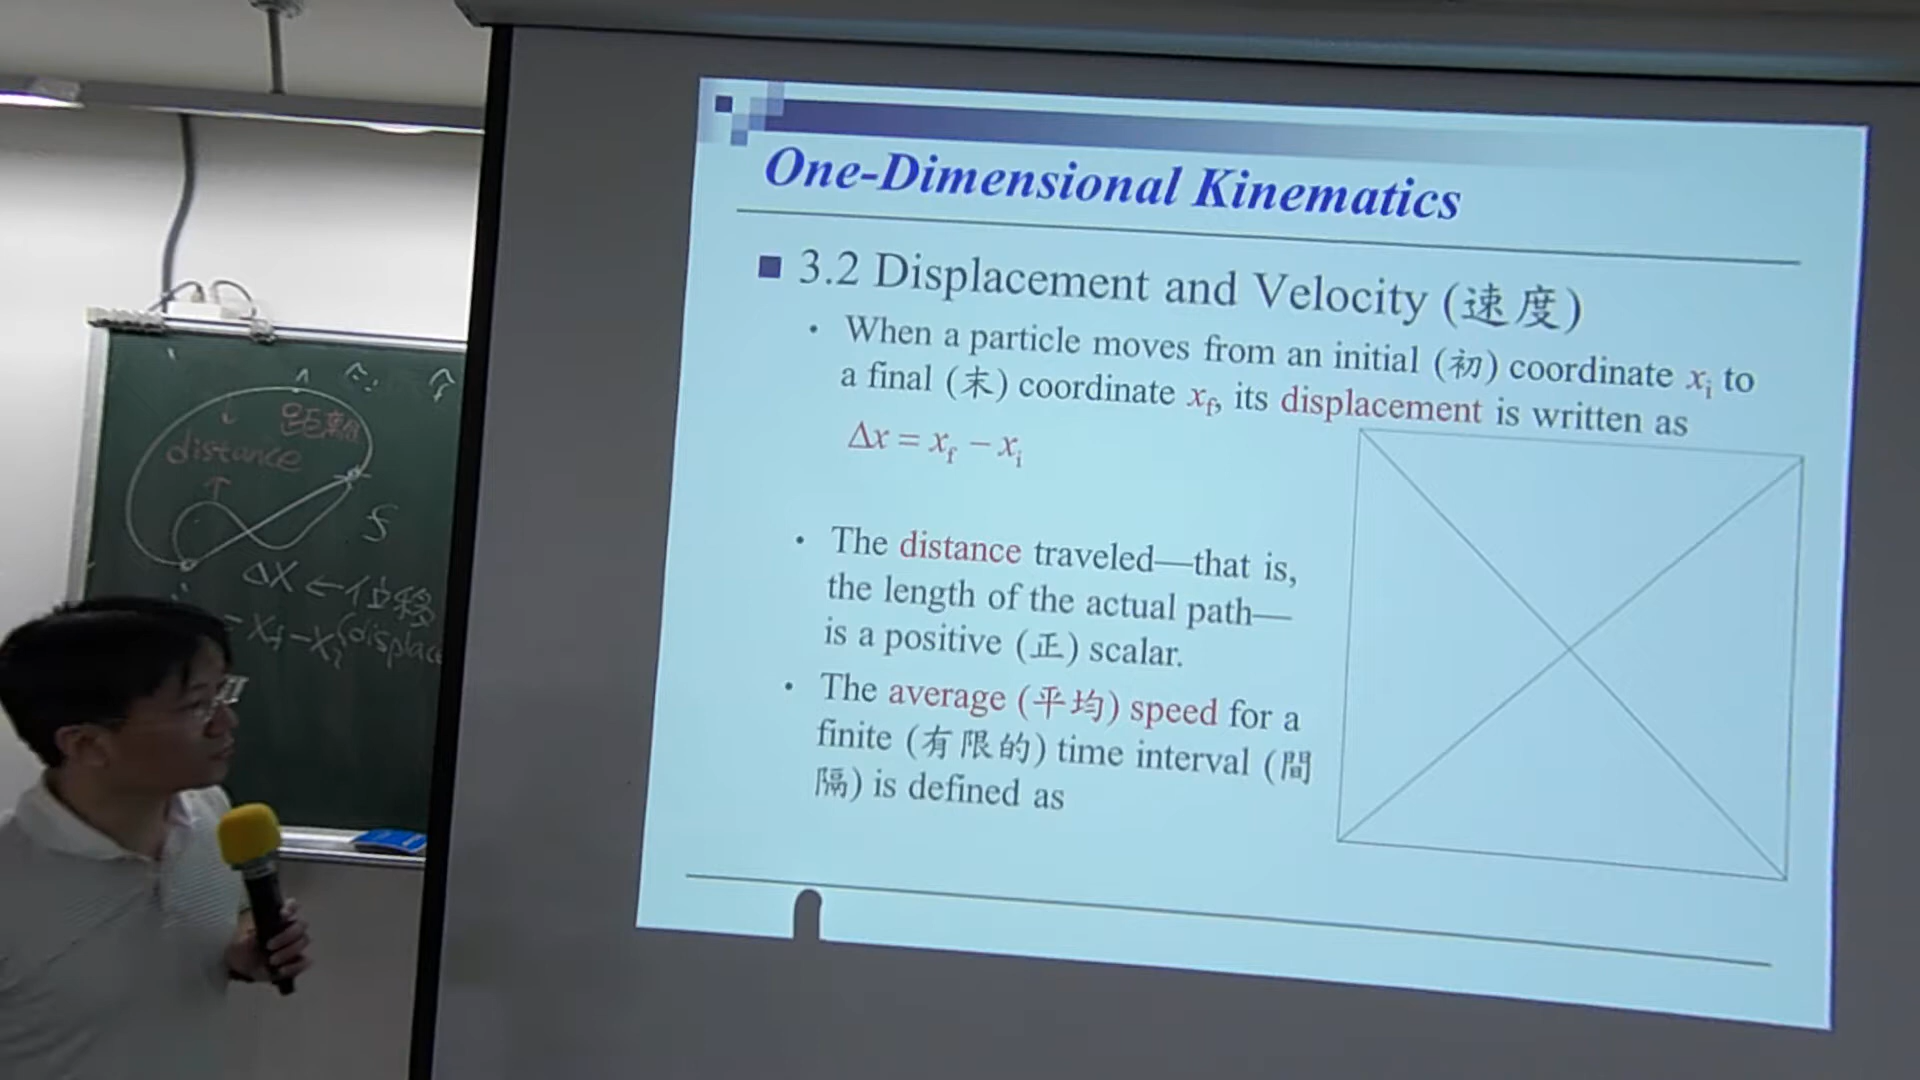 One-Dimensional Kinematics
3.2 Displacement and Velocity (速度)
When a particle moves from an initial (初) coordinate xi to
a final (末) coordinate xf, its displacement is written as
Δx = xf − xi
The distance traveled—that is,
the length of the actual path—
is a positive (正) scalar.
The average (平均) speed for a
finite (有限的) time interval (間
隔) is defined as
距離
distance
f
ΔX ← 位移
= Xf − Xi (displace